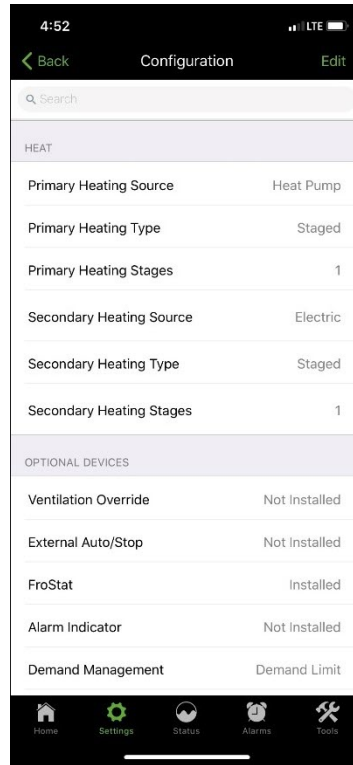 4:52
LTE
Back
Configuration
Edit
Search
HEAT
Primary Heating Source Heat Pump
Primary Heating Type Staged
Primary Heating Stages 1
Secondary Heating Source Electric
Secondary Heating Type Staged
Secondary Heating Stages 1
OPTIONAL DEVICES
Ventilation Override Not Installed
External Auto/Stop Not Installed
FroStat Installed
Alarm Indicator Not Installed
Demand Management Demand Limit
Home Settings Status Alarms Tools